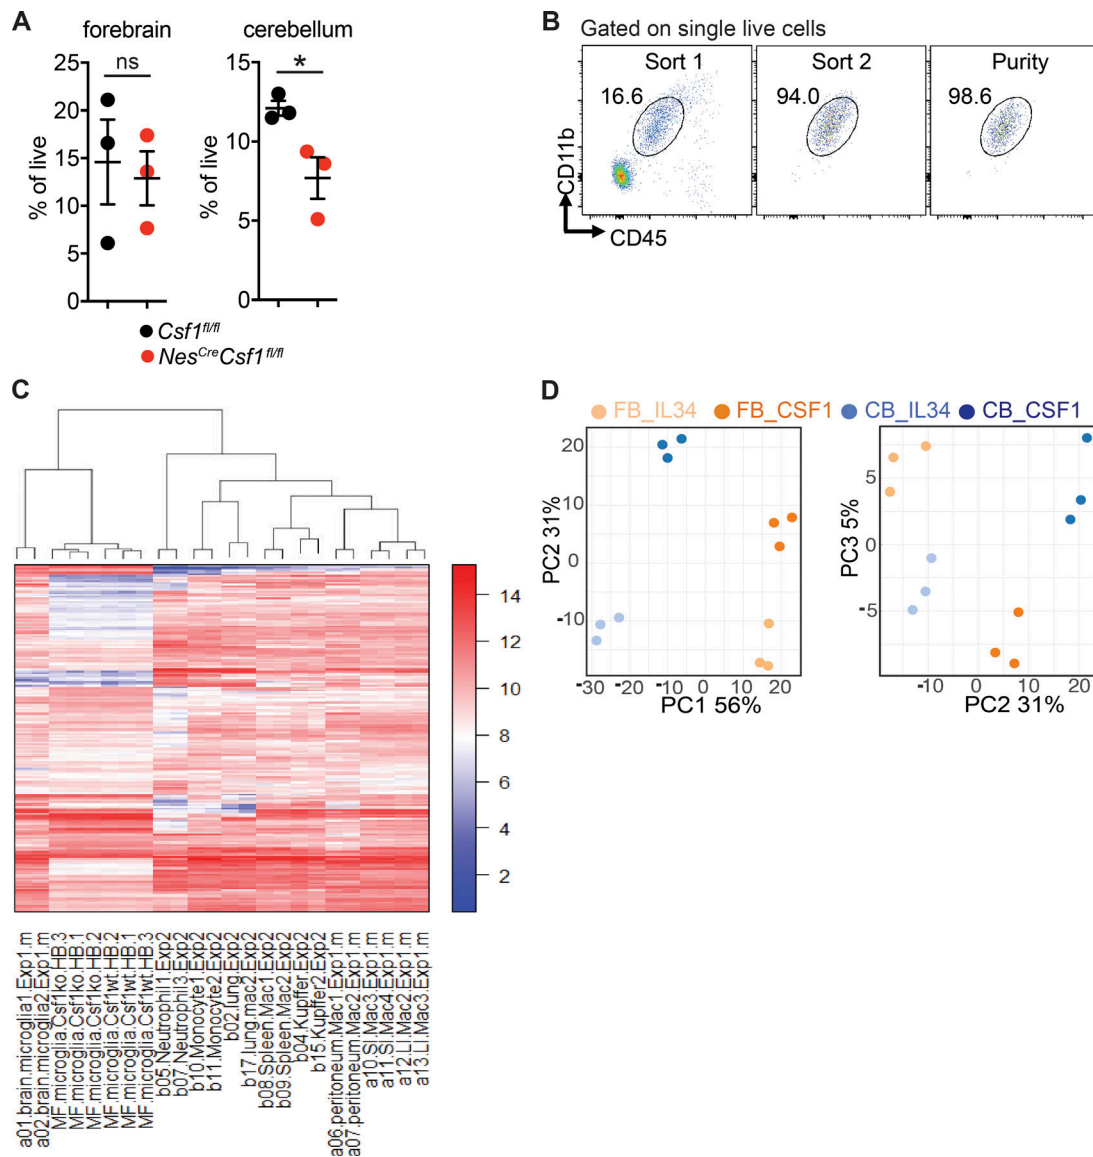 A
forebrain
cerebellum
ns
*
25
20
15
10
5
0
% of live
15
10
5
0
% of live
Csf1fl/fl
NesCreCsf1fl/fl
B
Gated on single live cells
Sort 1
Sort 2
Purity
16.6
94.0
98.6
CD11b
CD45
C
14
12
10
8
6
4
2
a01.brain.microglia1.Exp1.m
a02.brain.microglia2.Exp1.m
MF.microglia.Csf1ko.HB.3
MF.microglia.Csf1ko.HB.1
MF.microglia.Csf1ko.HB.2
MF.microglia.Csf1wt.HB.2
MF.microglia.Csf1wt.HB.1
MF.microglia.Csf1wt.HB.3
b05.Neutrophil1.Exp2
b07.Neutrophil3.Exp2
b10.Monocyte1.Exp2
b11.Monocyte2.Exp2
b02.lung.Exp2
b17.lung.mac2.Exp2
b08.Spleen.Mac1.Exp2
b09.Spleen.Mac2.Exp2
b04.Kupffer.Exp2
b15.Kupffer2.Exp2
a06.peritoneum.Mac1.Exp1.m
a07.peritoneum.Mac2.Exp1.m
a10.SI.Mac3.Exp1.m
a11.SI.Mac4.Exp1.m
a12.LI.Mac2.Exp1.m
a13.LI.Mac3.Exp1.m
D
FB_IL34 FB_CSF1 CB_IL34 CB_CSF1
20
10
0
-10
PC2 31%
-30 -20 -10 0 10 20
PC1 56%
5
0
-5
PC3 5%
-10 0 10 20
PC2 31%